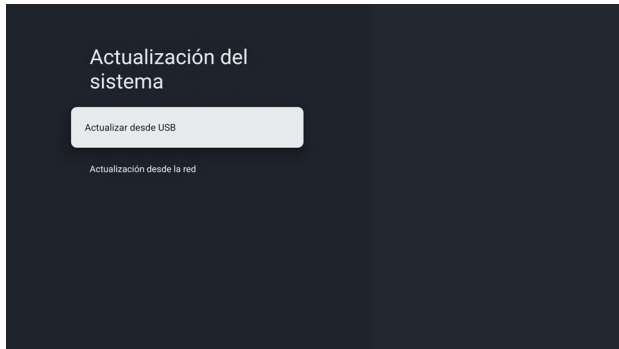 Actualización del
sistema
Actualizar desde USB
Actualización desde la red